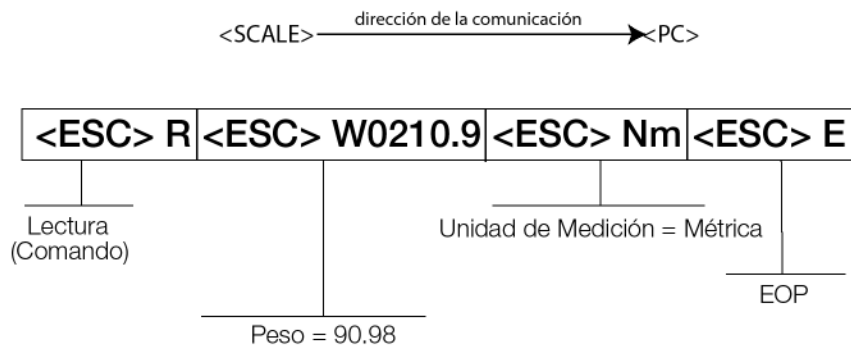 dirección de la comunicación
<SCALE> <PC>
<ESC> R <ESC> W0210.9 <ESC> Nm <ESC> E
Lectura
(Comando)
Unidad de Medición = Métrica
EOP
Peso = 90.98